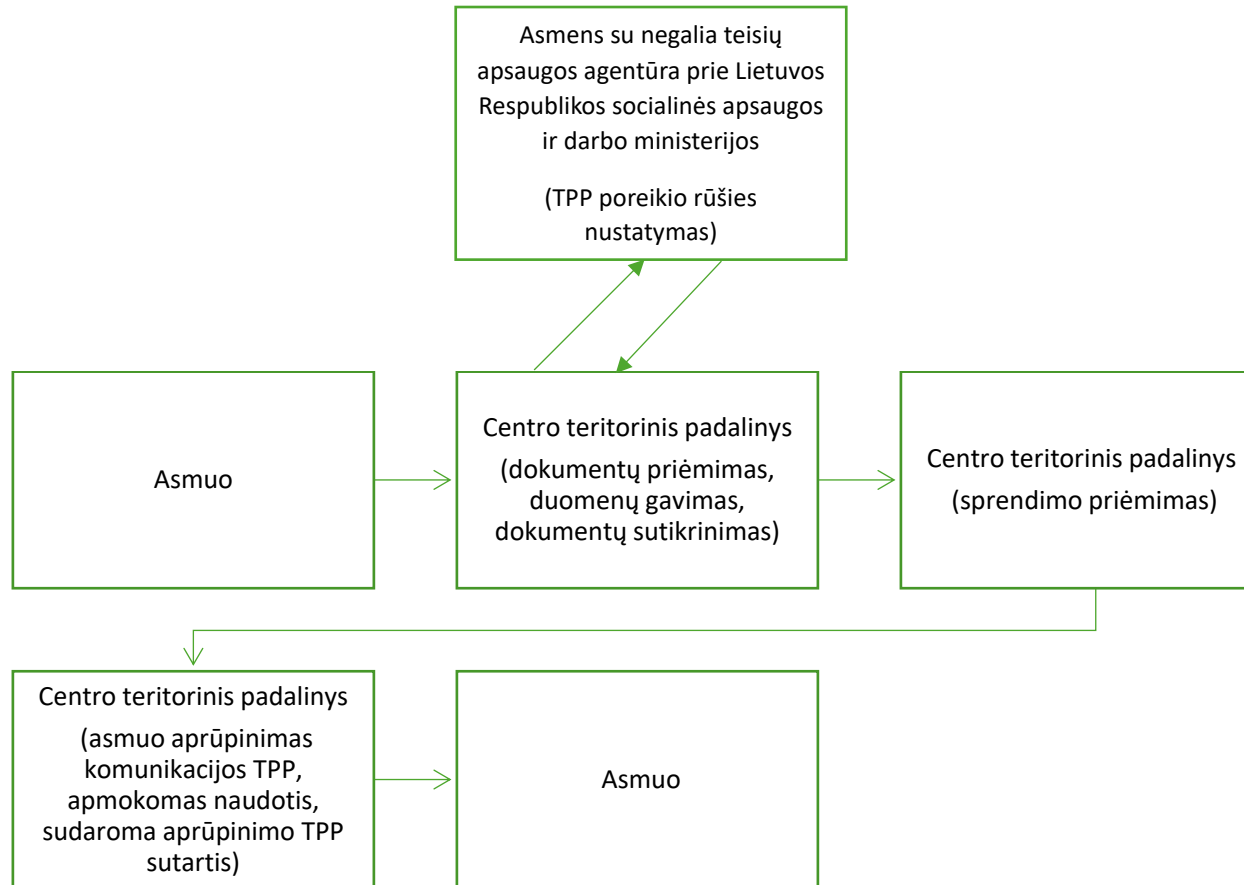 Asmens su negalia teisių
apsaugos agentūra prie Lietuvos
Respublikos socialinės apsaugos
ir darbo ministerijos
(TPP poreikio rūšies
nustatymas)
Asmuo
Centro teritorinis padalinys
(dokumentų priėmimas,
duomenų gavimas,
dokumentų sutikrinimas)
Centro teritorinis padalinys
(sprendimo priėmimas)
Centro teritorinis padalinys
(asmuo aprūpinimas
komunikacijos TPP,
apmokomas naudotis,
sudaroma aprūpinimo TPP
sutartis)
Asmuo